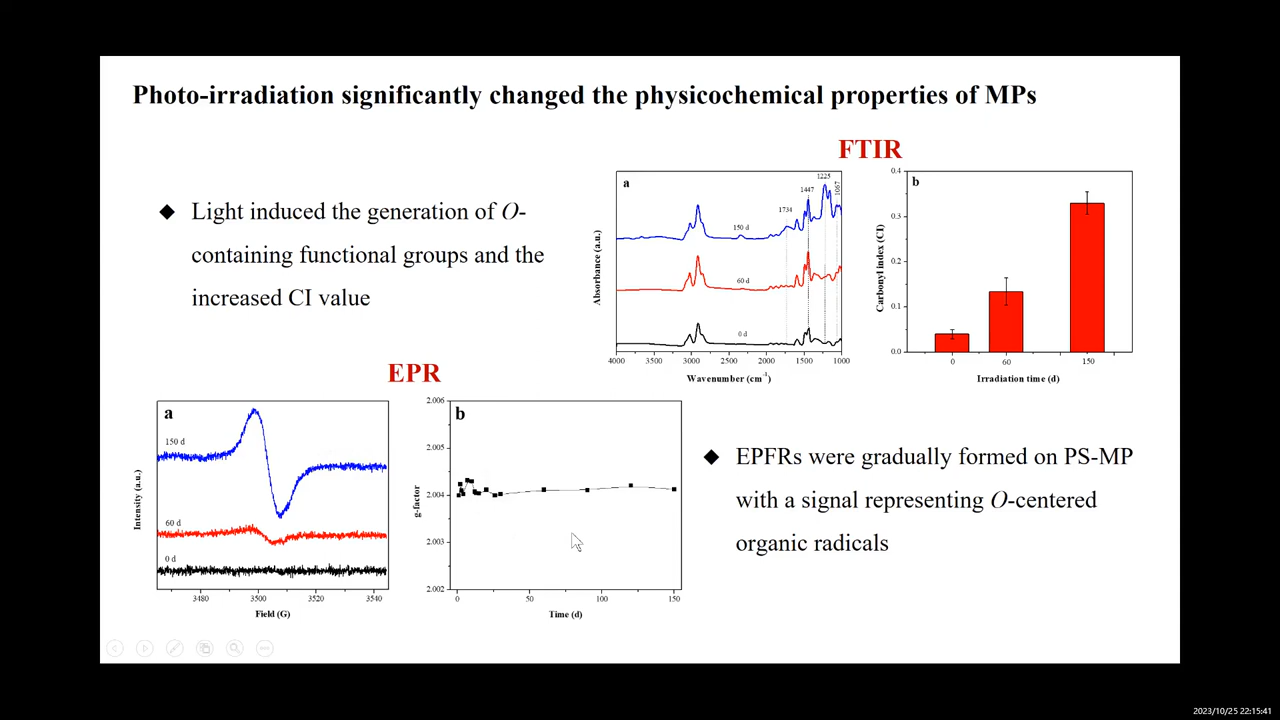 Photo-irradiation significantly changed the physicochemical properties of MPs
◆ Light induced the generation of O-
containing functional groups and the
increased CI value
FTIR
a
1734
1447
1225
1067
150 d
60 d
0 d
Absorbance (a.u.)
4000 3500 3000 2500 2000 1500 1000
Wavenumber (cm-1)
b
0.4
0.3
0.2
0.1
0.0
Carbonyl index (CI)
0 60 150
Irradiation time (d)
EPR
a
150 d
60 d
0 d
Intensity (a.u.)
3480 3500 3520 3540
Field (G)
b
2.006
2.005
2.004
2.003
2.002
g-factor
0 50 100 150
Time (d)
◆ EPFRs were gradually formed on PS-MP
with a signal representing O-centered
organic radicals
2023/10/25 22:15:41